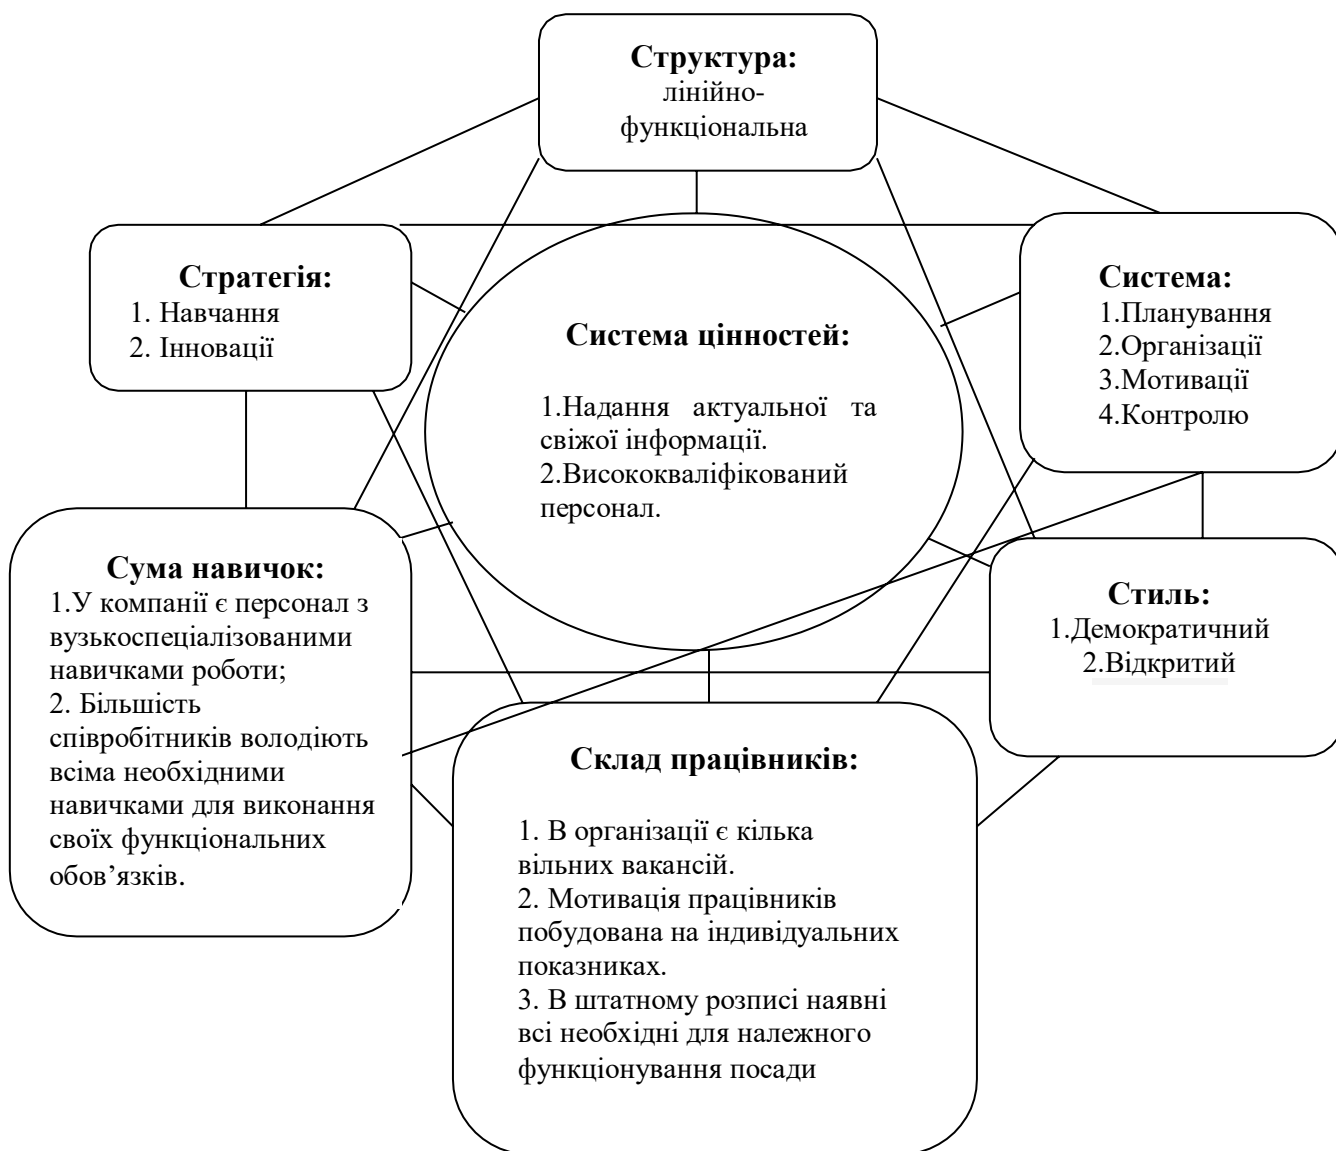 Структура:
лінійно-
функціональна
Стратегія:
1. Навчання
2. Інновації
Система цінностей:
1.Надання актуальної та
свіжої інформації.
2.Висококваліфікований
персонал.
Система:
1.Планування
2.Організації
3.Мотивації
4.Контролю
Сума навичок:
1.У компанії є персонал з
вузькоспеціалізованими
навичками роботи;
2. Більшість
співробітників володіють
всіма необхідними
навичками для виконання
своїх функціональних
обов’язків.
Стиль:
1.Демократичний
2.Відкритий
Склад працівників:
1. В організації є кілька
вільних вакансій.
2. Мотивація працівників
побудована на індивідуальних
показниках.
3. В штатному розписі наявні
всі необхідні для належного
функціонування посади